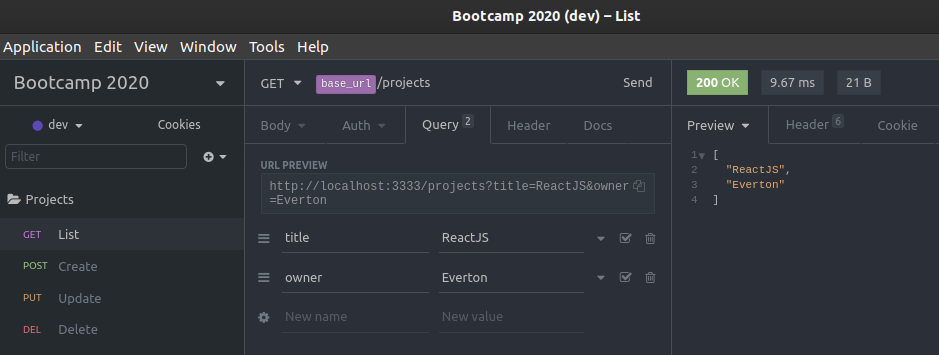 Bootcamp 2020 (dev) – List
Application Edit View Window Tools Help
Bootcamp 2020
dev Cookies
Filter
Projects
GET List
POST Create
PUT Update
DEL Delete
GET base_url/projects Send
Body Auth Query 2 Header Docs
URL PREVIEW
http://localhost:3333/projects?title=ReactJS&owner
=Everton
title ReactJS
owner Everton
New name New value
200 OK 9.67 ms 21 B
Preview Header 6 Cookie
1 [
2 "ReactJS",
3 "Everton"
4 ]